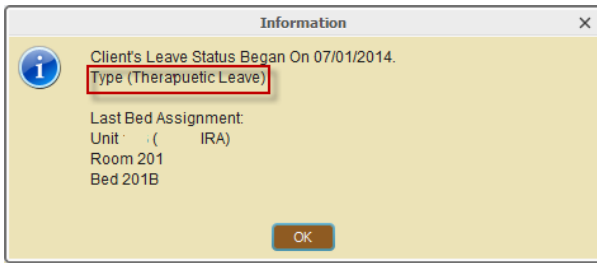 Information
Client's Leave Status Began On 07/01/2014.
Type (Therapuetic Leave)
Last Bed Assignment:
Unit ( IRA)
Room 201
Bed 201B
OK